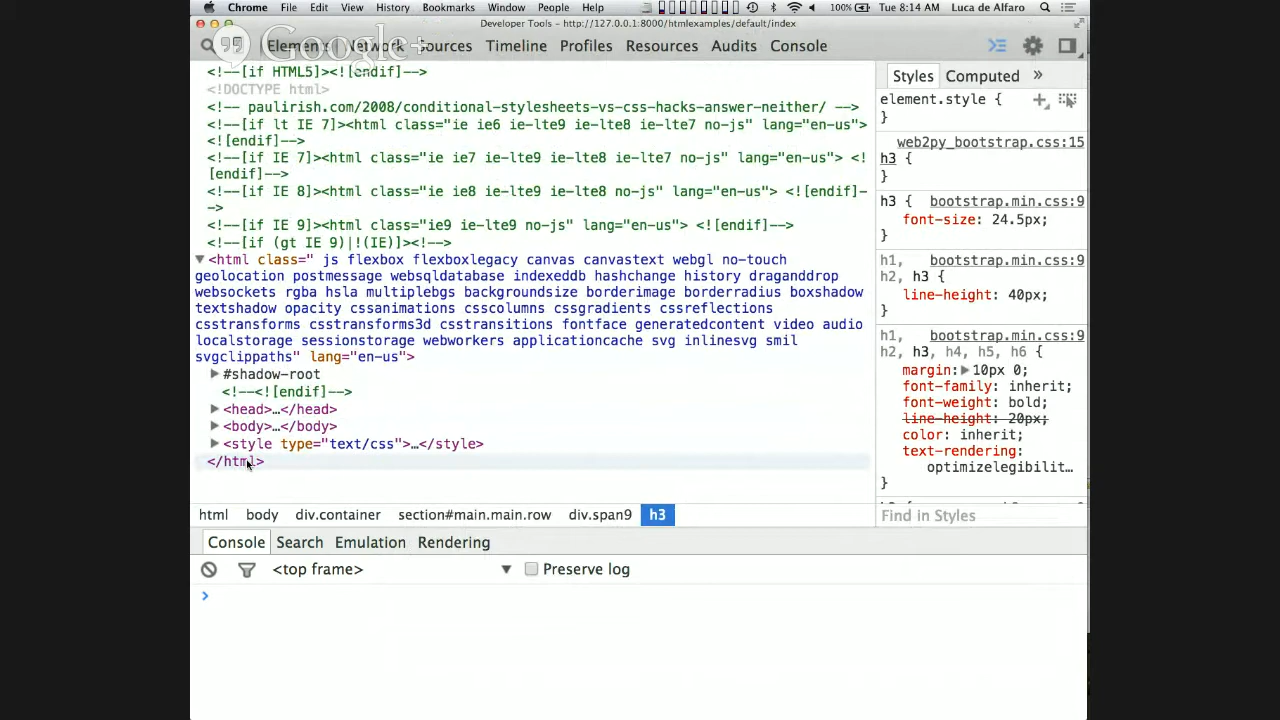 Chrome File Edit View History Bookmarks Window People Help 100% Tue 8:14 AM Luca de Alfaro
Developer Tools - http://127.0.0.1:8000/htmlexamples/default/index
Google+
Elements Network Sources Timeline Profiles Resources Audits Console
<!--[if HTML5]><![endif]-->
<!DOCTYPE html>
<!-- paulirish.com/2008/conditional-stylesheets-vs-css-hacks-answer-neither/ -->
<!--[if lt IE 7]><html class="ie ie6 ie-lte9 ie-lte8 ie-lte7 no-js" lang="en-us">
<![endif]-->
<!--[if IE 7]><html class="ie ie7 ie-lte9 ie-lte8 ie-lte7 no-js" lang="en-us"> <!
[endif]-->
<!--[if IE 8]><html class="ie ie8 ie-lte9 ie-lte8 no-js" lang="en-us"> <![endif]-
->
<!--[if IE 9]><html class="ie9 ie-lte9 no-js" lang="en-us"> <![endif]-->
<!--[if (gt IE 9)|!(IE)]><!-->
▼<html class=" js flexbox flexboxlegacy canvas canvastext webgl no-touch
geolocation postmessage websqldatabase indexeddb hashchange history draganddrop
websockets rgba hsla multiplebgs backgroundsize borderimage borderradius boxshadow
textshadow opacity cssanimations csscolumns cssgradients cssreflections
csstransforms csstransforms3d csstransitions fontface generatedcontent video audio
localstorage sessionstorage webworkers applicationcache svg inlinesvg smil
svgclippaths" lang="en-us">
▶#shadow-root
<!--<![endif]-->
▶<head>…</head>
▶<body>…</body>
▶<style type="text/css">…</style>
</html>
html body div.container section#main.main.row div.span9 h3
Styles Computed »
element.style {
}
web2py_bootstrap.css:15
h3 {
}
h3 { bootstrap.min.css:9
font-size: 24.5px;
}
h1, bootstrap.min.css:9
h2, h3 {
line-height: 40px;
}
h1, bootstrap.min.css:9
h2, h3, h4, h5, h6 {
margin:▶10px 0;
font-family: inherit;
font-weight: bold;
line-height: 20px;
color: inherit;
text-rendering:
optimizelegibilit…
}
Find in Styles
Console Search Emulation Rendering
<top frame> ▼ Preserve log